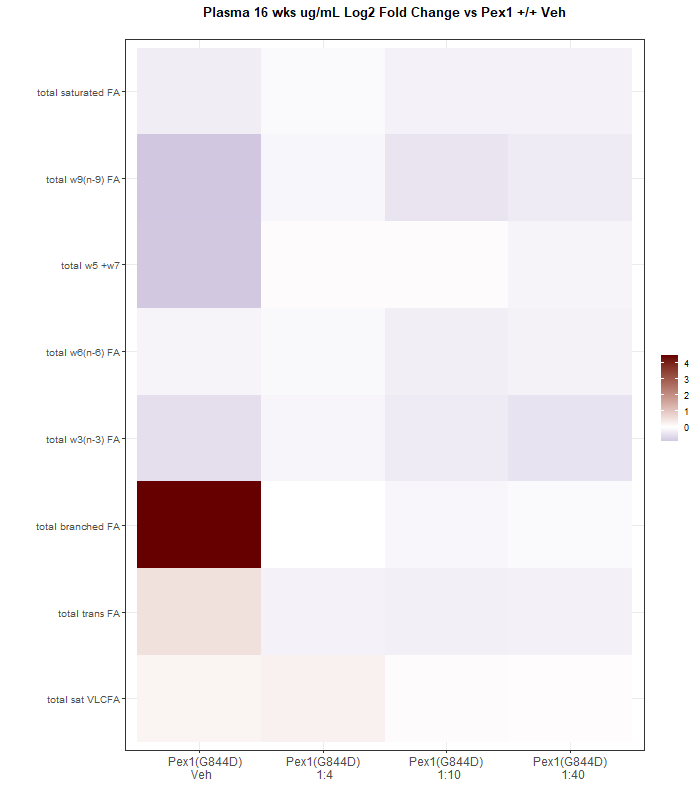 Plasma 16 wks ug/mL Log2 Fold Change vs Pex1 +/+ Veh
total saturated FA
total w9(n-9) FA
total w5 +w7
total w6(n-6) FA
total w3(n-3) FA
total branched FA
total trans FA
total sat VLCFA
4
3
2
1
0
Pex1(G844D) Pex1(G844D) Pex1(G844D) Pex1(G844D)
Veh 1:4 1:10 1:40